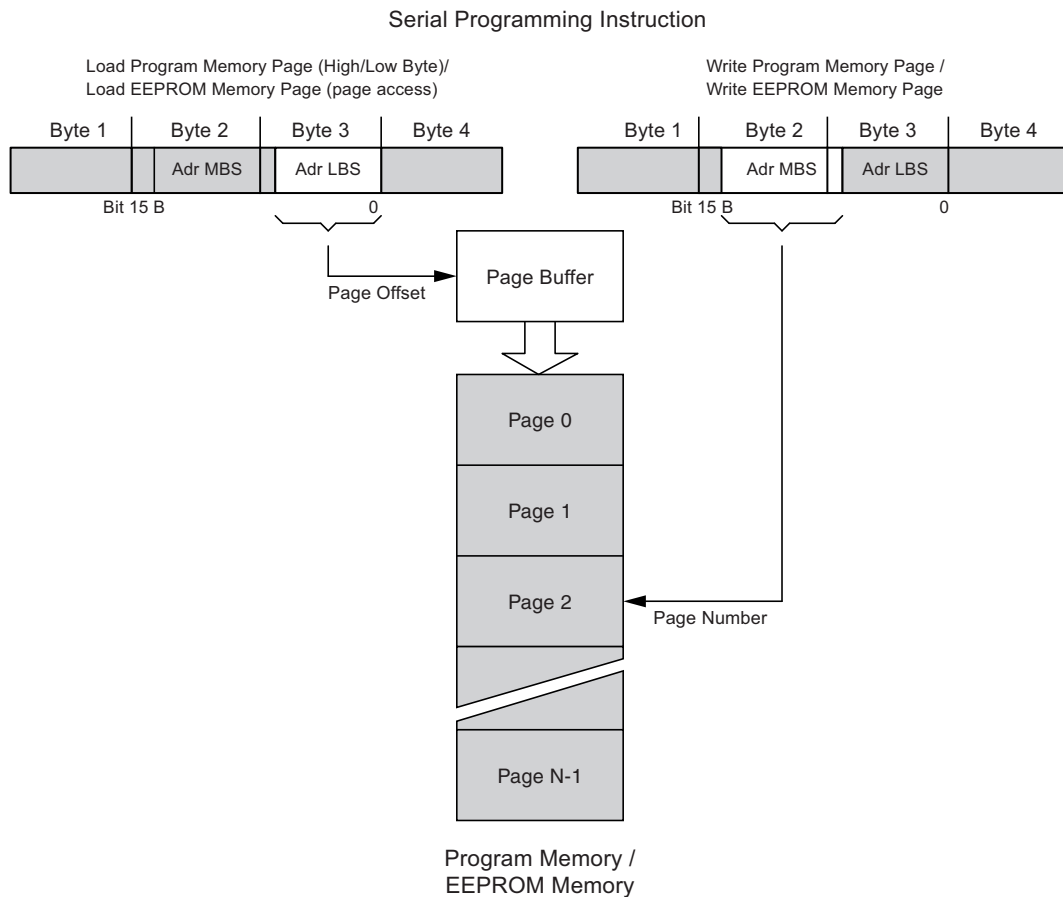 Serial Programming Instruction
Load Program Memory Page (High/Low Byte)/
Load EEPROM Memory Page (page access)
Byte 1
Byte 2
Byte 3
Byte 4
Adr MBS
Adr LBS
Bit 15 B
0
Write Program Memory Page /
Write EEPROM Memory Page
Byte 1
Byte 2
Byte 3
Byte 4
Adr MBS
Adr LBS
Bit 15 B
0
Page Offset
Page Buffer
Page 0
Page 1
Page 2
Page Number
Page N-1
Program Memory /
EEPROM Memory